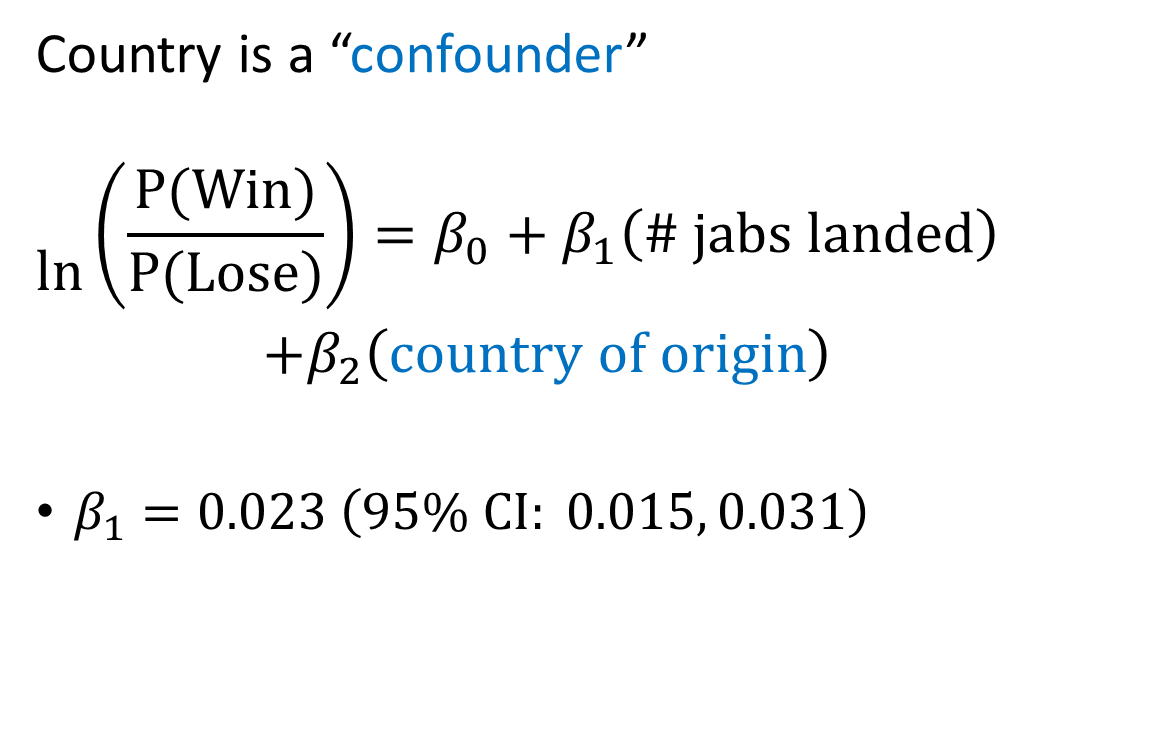 Country is a “confounder”
ln(P(Win)/P(Lose)) = β₀ + β₁(# jabs landed)
+β₂(country of origin)
• β₁ = 0.023 (95% CI: 0.015, 0.031)